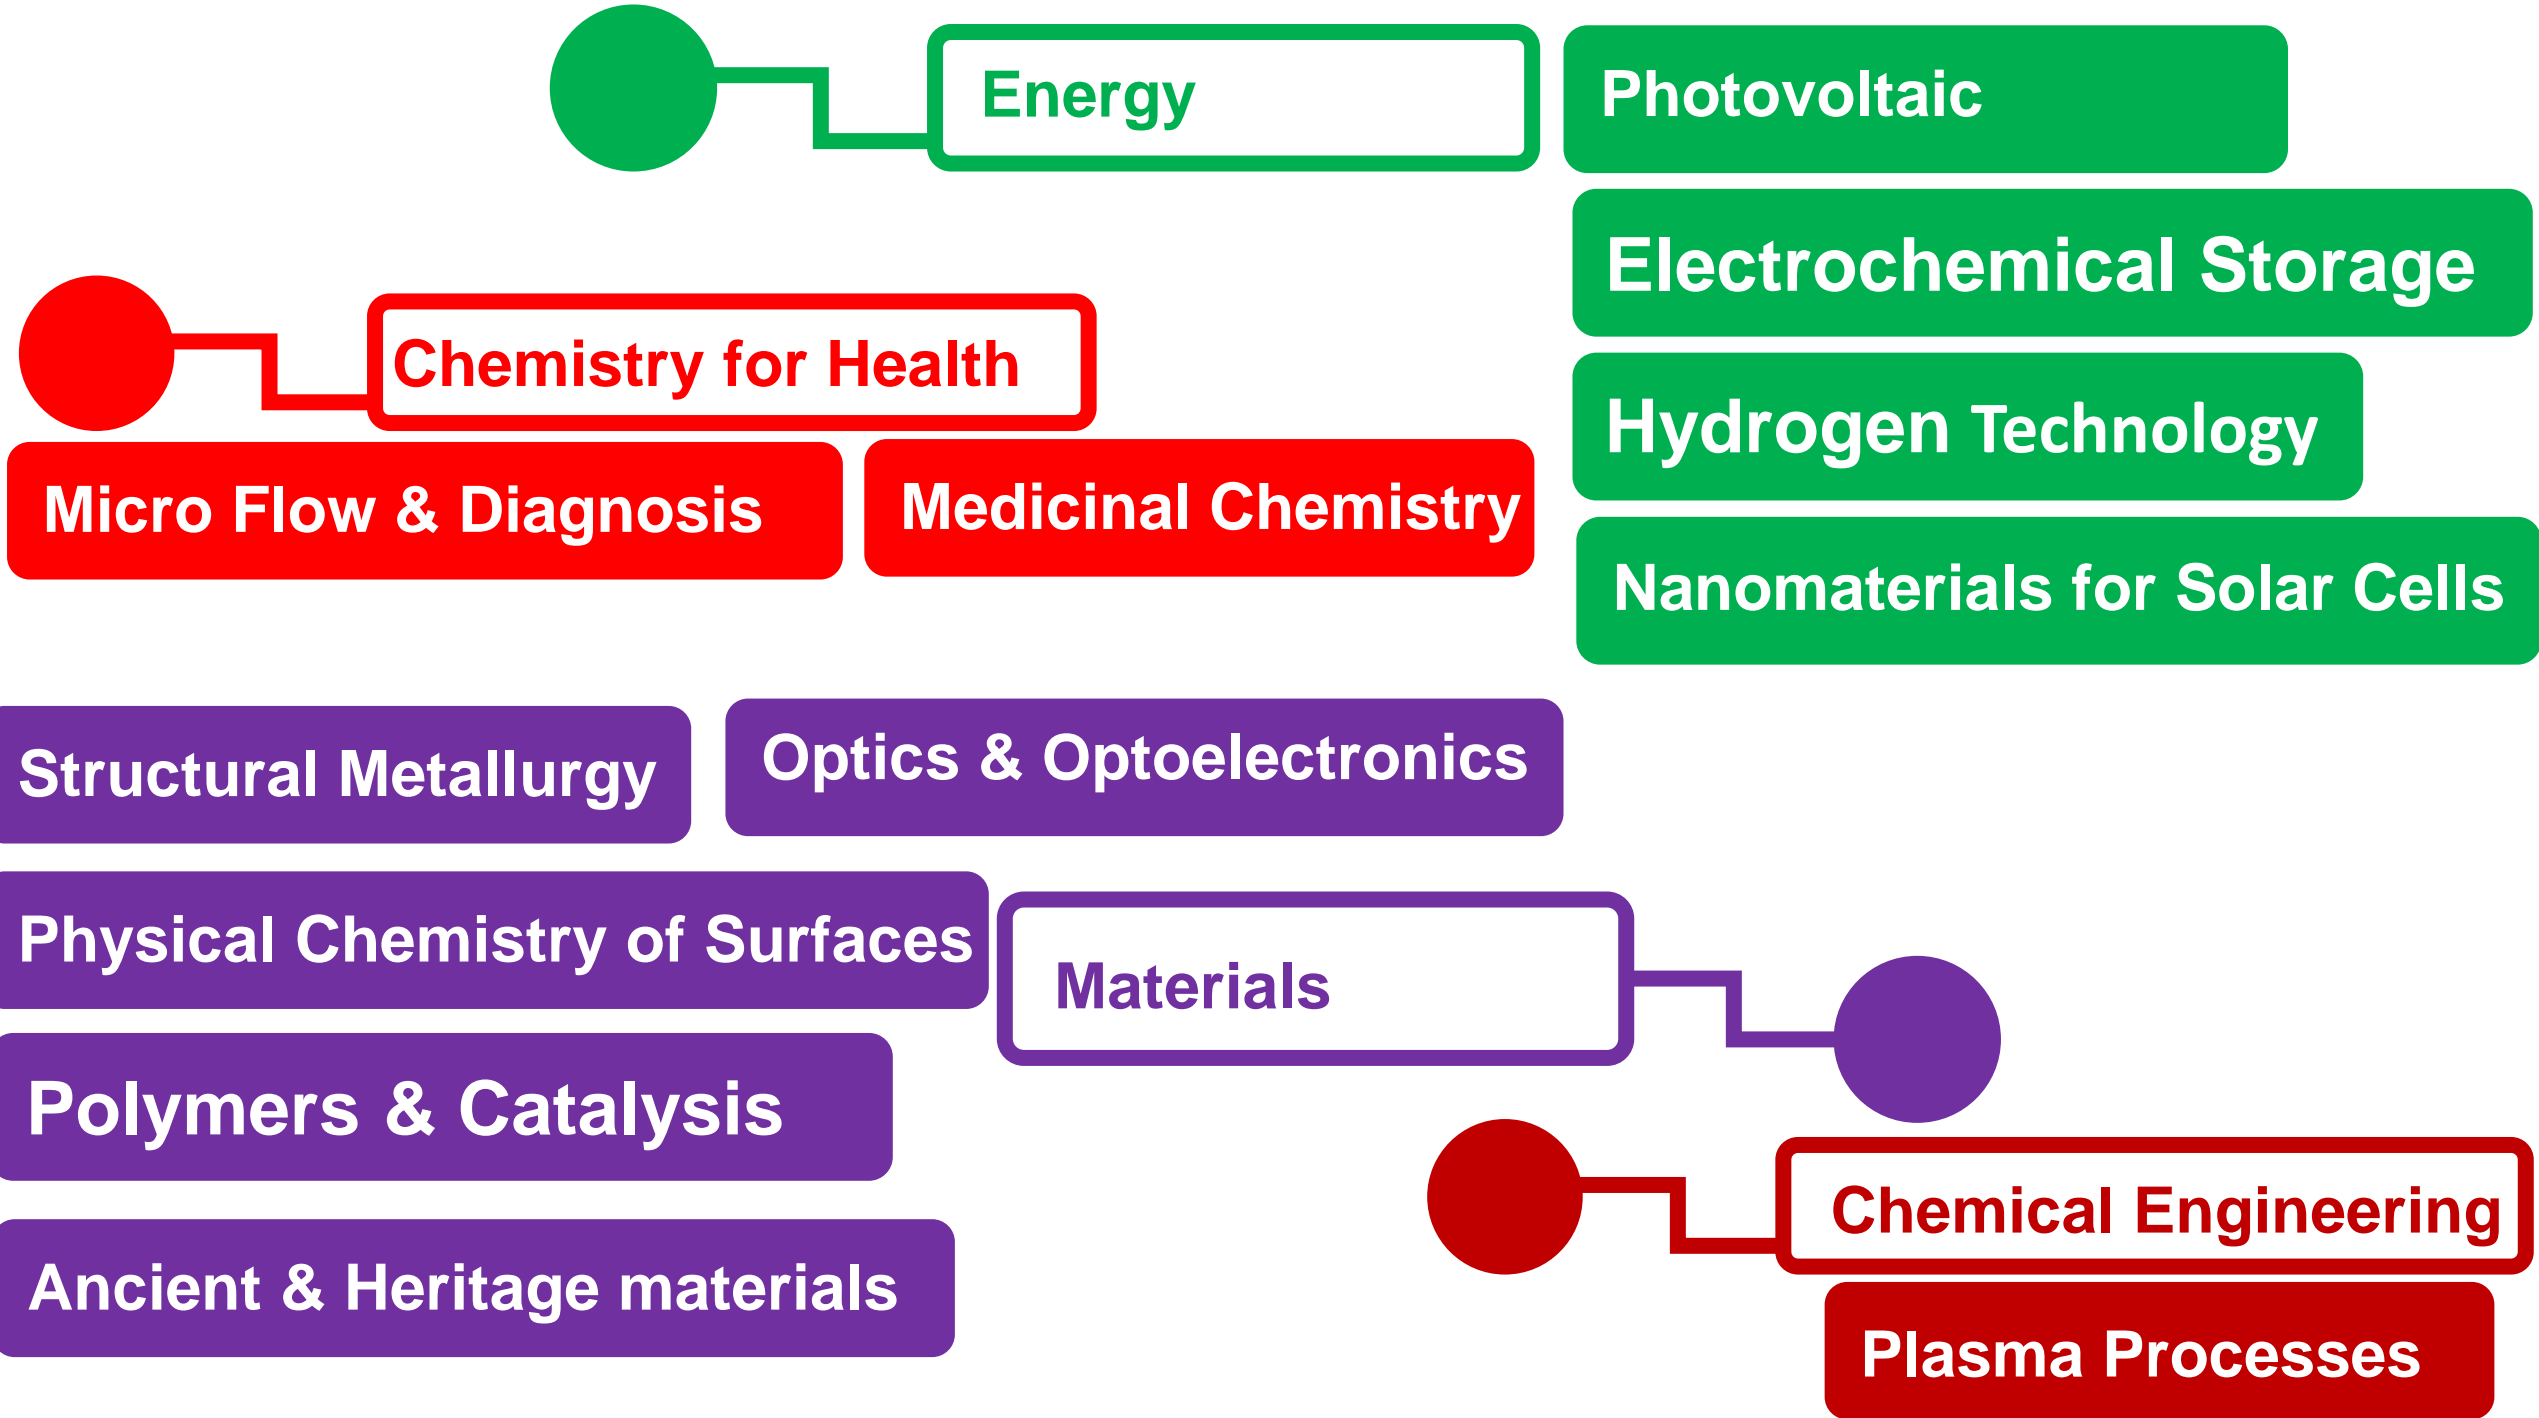 Energy
Photovoltaic
Electrochemical Storage
Hydrogen Technology
Nanomaterials for Solar Cells
Chemistry for Health
Micro Flow & Diagnosis
Medicinal Chemistry
Structural Metallurgy
Optics & Optoelectronics
Physical Chemistry of Surfaces
Materials
Polymers & Catalysis
Ancient & Heritage materials
Chemical Engineering
Plasma Processes